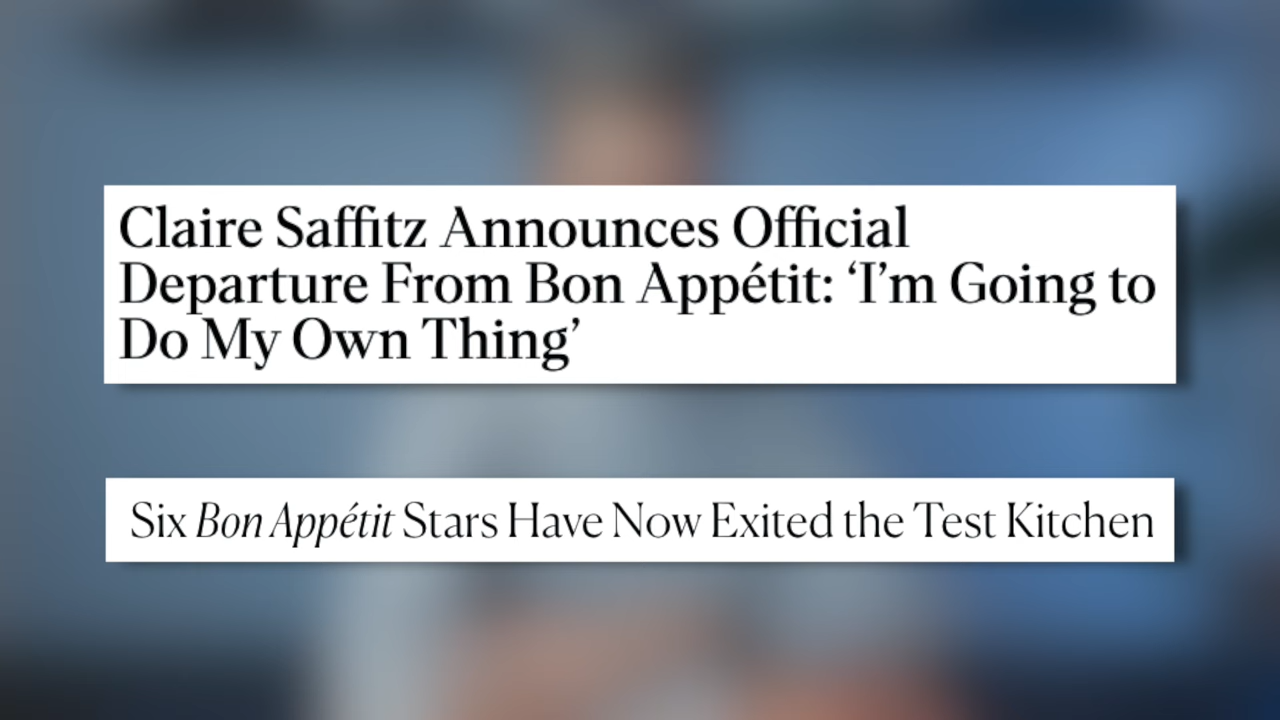 Claire Saffitz Announces Official
Departure From Bon Appétit: ‘I’m Going to
Do My Own Thing’
Six Bon Appétit Stars Have Now Exited the Test Kitchen